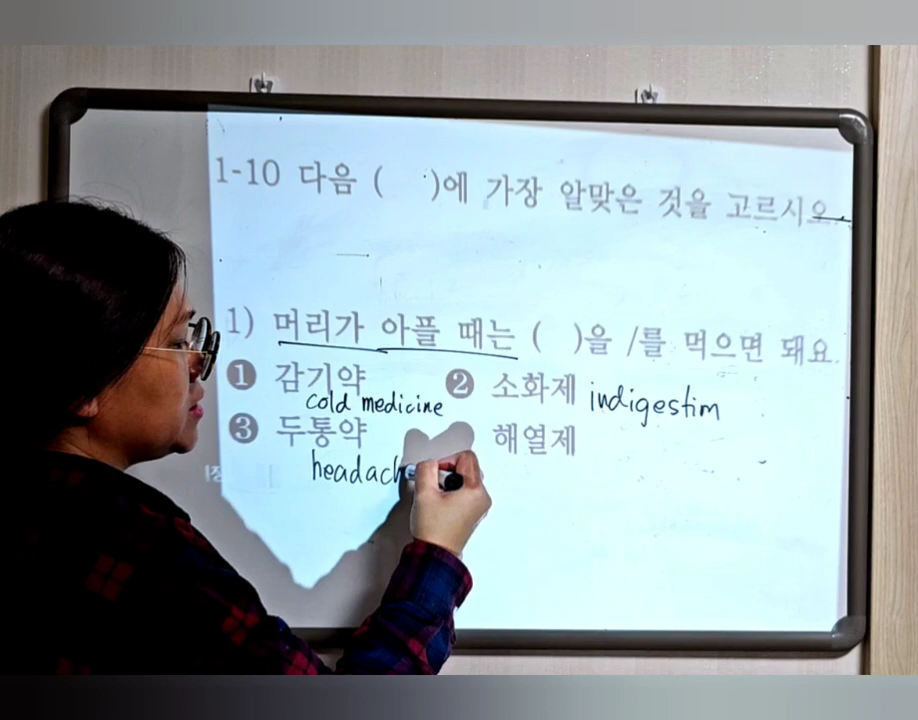 1-10 다음 ( )에 가장 알맞은 것을 고르시오.
1) 머리가 아플 때는 ( )을 /를 먹으면 돼요.
❶ 감기약 ❷ 소화제 indigestim
cold medicine
❸ 두통약 해열제
headache